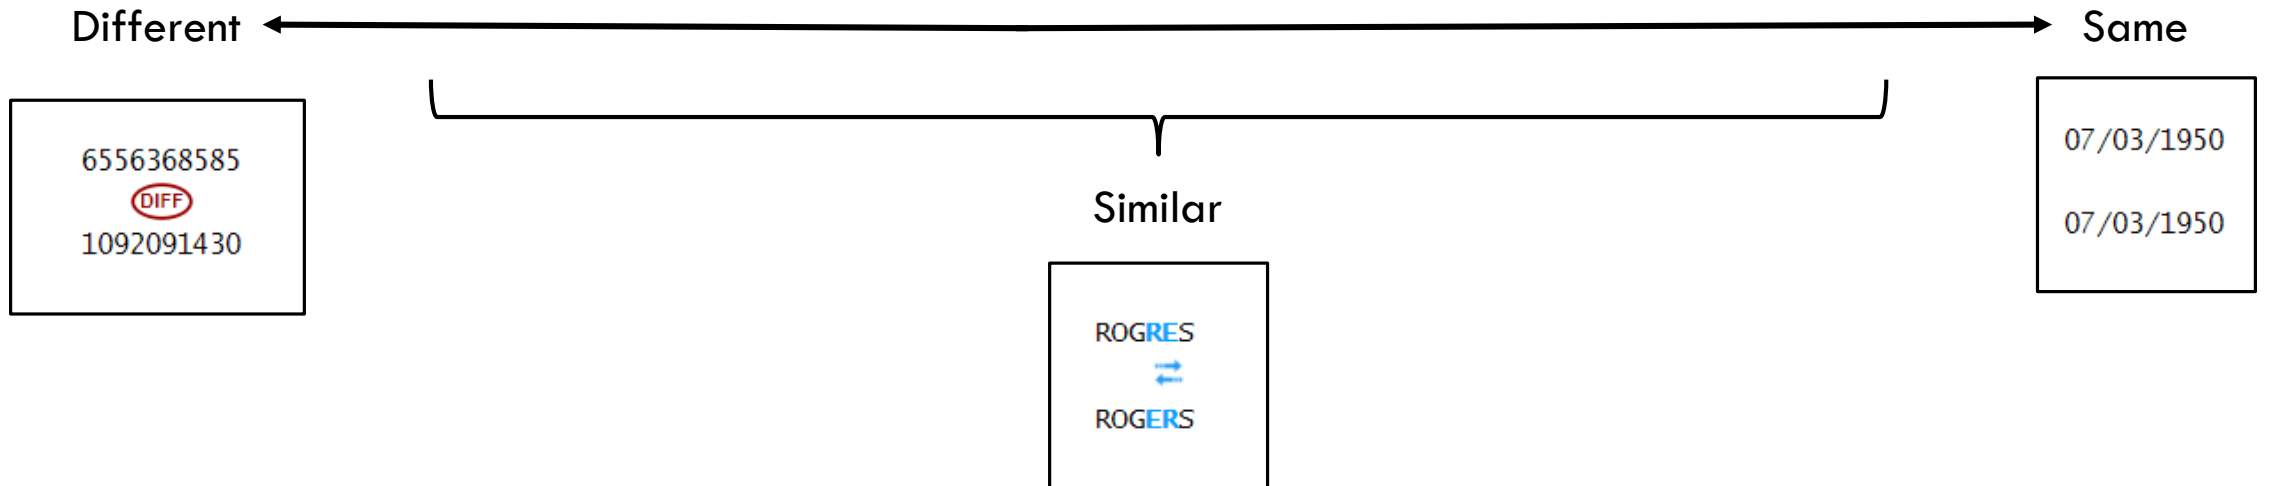 Different
Same
6556368585
DIFF
1092091430
Similar
ROGRES
ROGERS
07/03/1950
07/03/1950